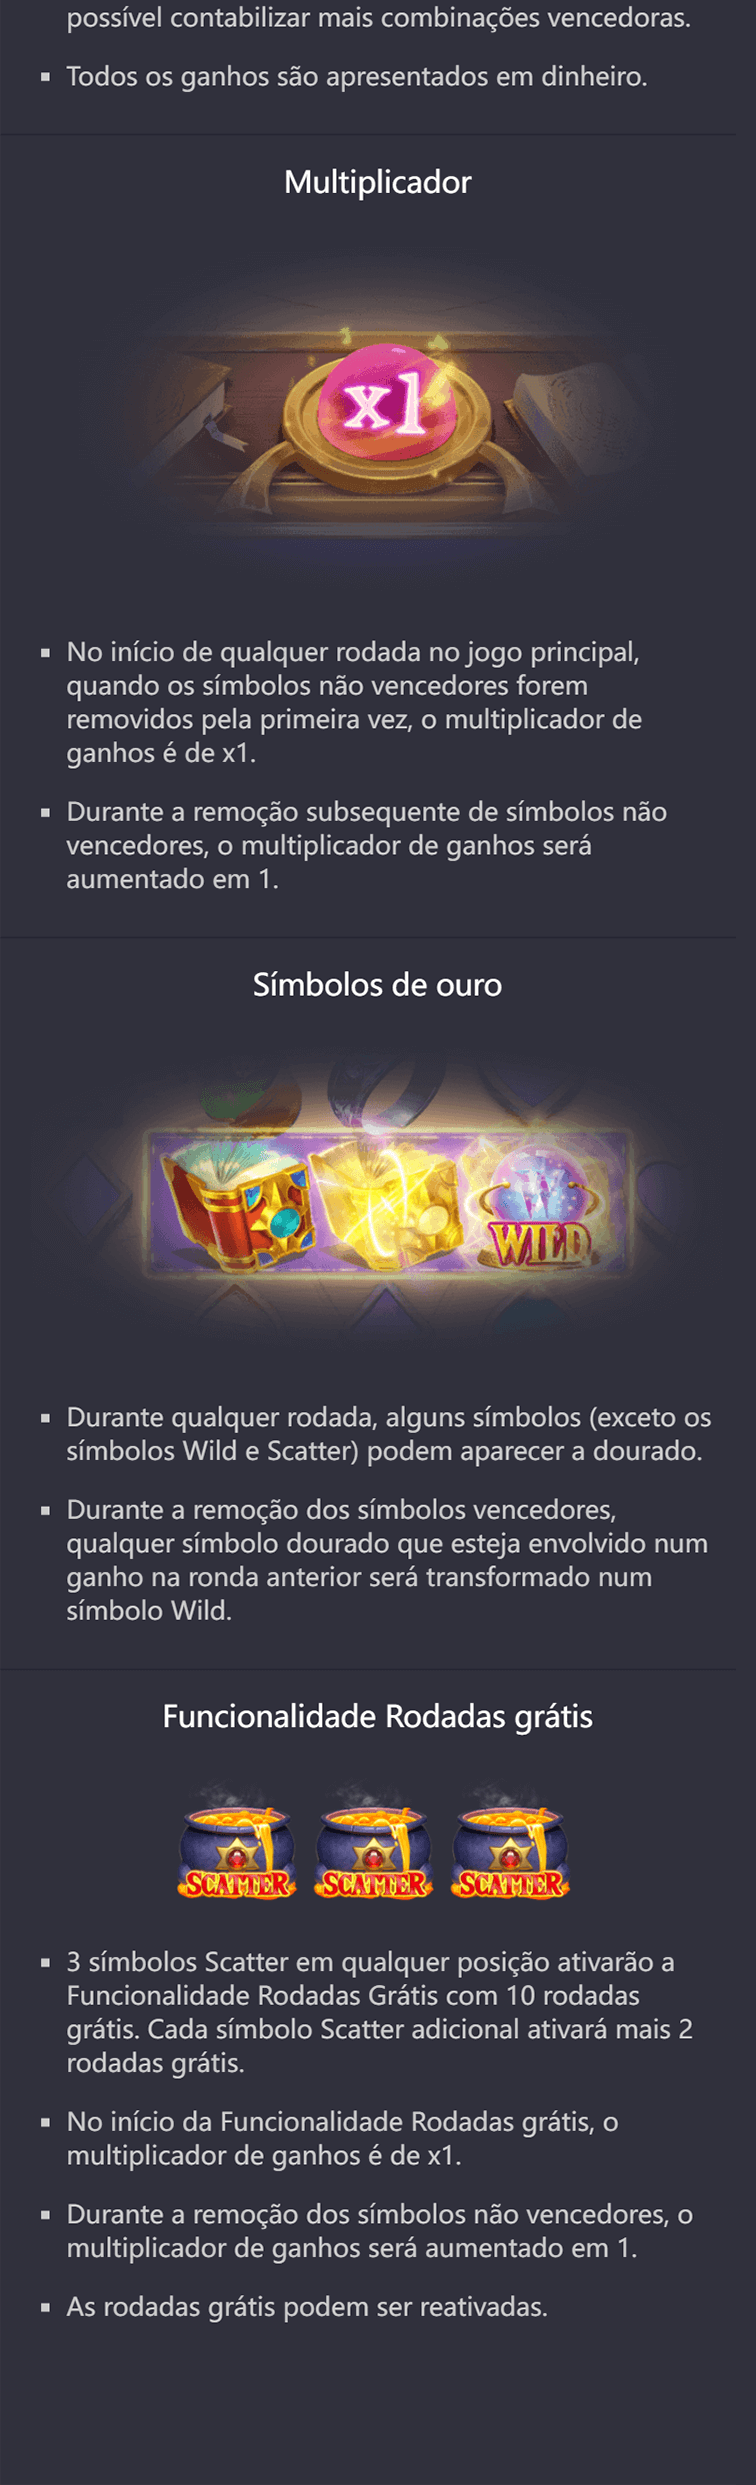 possível contabilizar mais combinações vencedoras.
Todos os ganhos são apresentados em dinheiro.
Multiplicador
x1
No início de qualquer rodada no jogo principal,
quando os símbolos não vencedores forem
removidos pela primeira vez, o multiplicador de
ganhos é de x1.
Durante a remoção subsequente de símbolos não
vencedores, o multiplicador de ganhos será
aumentado em 1.
Símbolos de ouro
W
WILD
Durante qualquer rodada, alguns símbolos (exceto os
símbolos Wild e Scatter) podem aparecer a dourado.
Durante a remoção dos símbolos vencedores,
qualquer símbolo dourado que esteja envolvido num
ganho na ronda anterior será transformado num
símbolo Wild.
Funcionalidade Rodadas grátis
SCATTER SCATTER SCATTER
3 símbolos Scatter em qualquer posição ativarão a
Funcionalidade Rodadas Grátis com 10 rodadas
grátis. Cada símbolo Scatter adicional ativará mais 2
rodadas grátis.
No início da Funcionalidade Rodadas grátis, o
multiplicador de ganhos é de x1.
Durante a remoção dos símbolos não vencedores, o
multiplicador de ganhos será aumentado em 1.
As rodadas grátis podem ser reativadas.